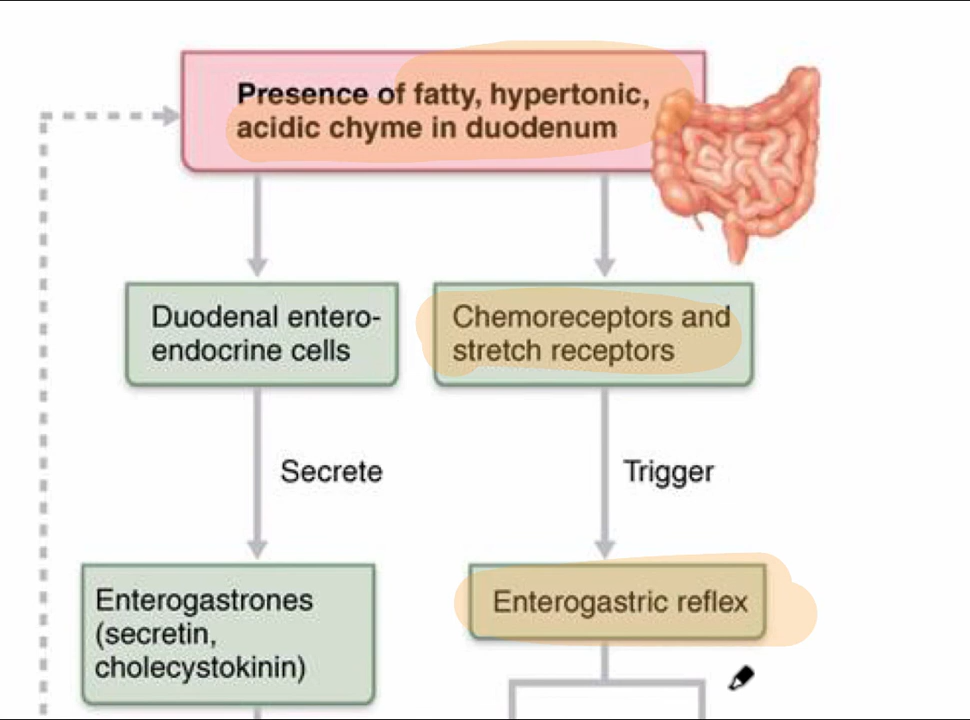 Presence of fatty, hypertonic,
acidic chyme in duodenum
Duodenal entero-
endocrine cells
Chemoreceptors and
stretch receptors
Secrete
Trigger
Enterogastrones
(secretin,
cholecystokinin)
Enterogastric reflex